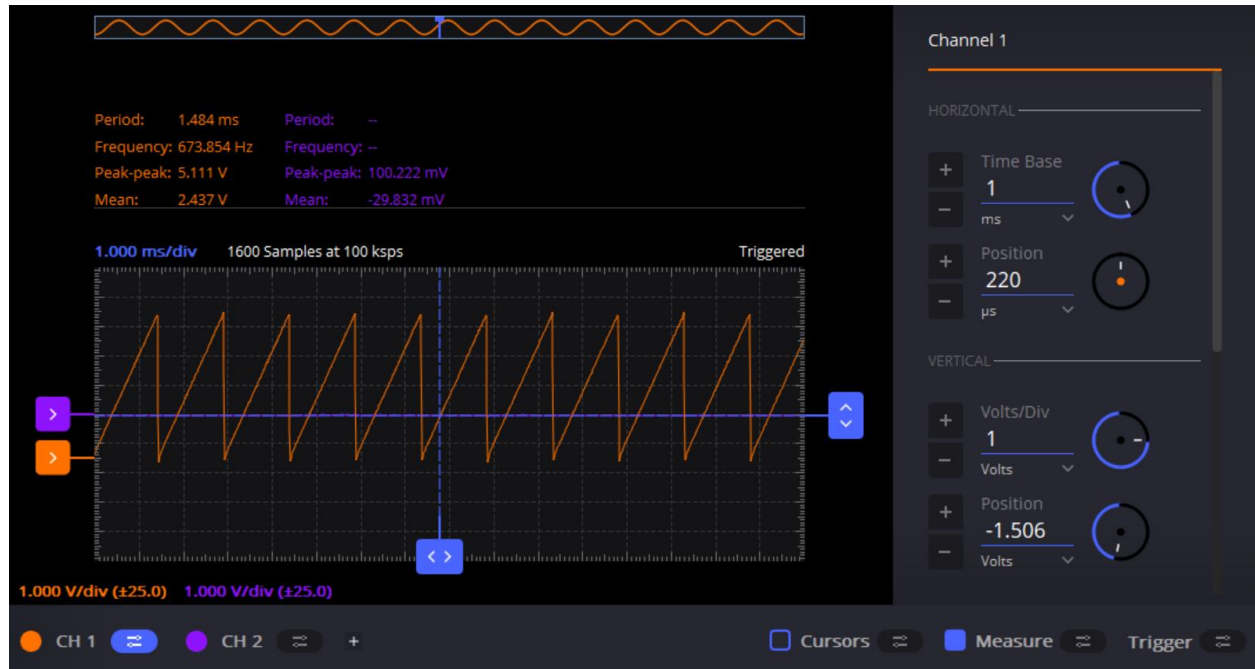 Channel 1
HORIZONTAL
Period: 1.484 ms Period: --
Frequency: 673.854 Hz Frequency: --
Peak-peak: 5.111 V Peak-peak: 100.222 mV
Mean: 2.437 V Mean: -29.832 mV
+ Time Base
1
- ms
1.000 ms/div 1600 Samples at 100 ksps Triggered
+ Position
220
- µs
VERTICAL
+ Volts/Div
1
- Volts
+ Position
-1.506
- Volts
1.000 V/div (±25.0) 1.000 V/div (±25.0)
CH 1 CH 2 + Cursors Measure Trigger